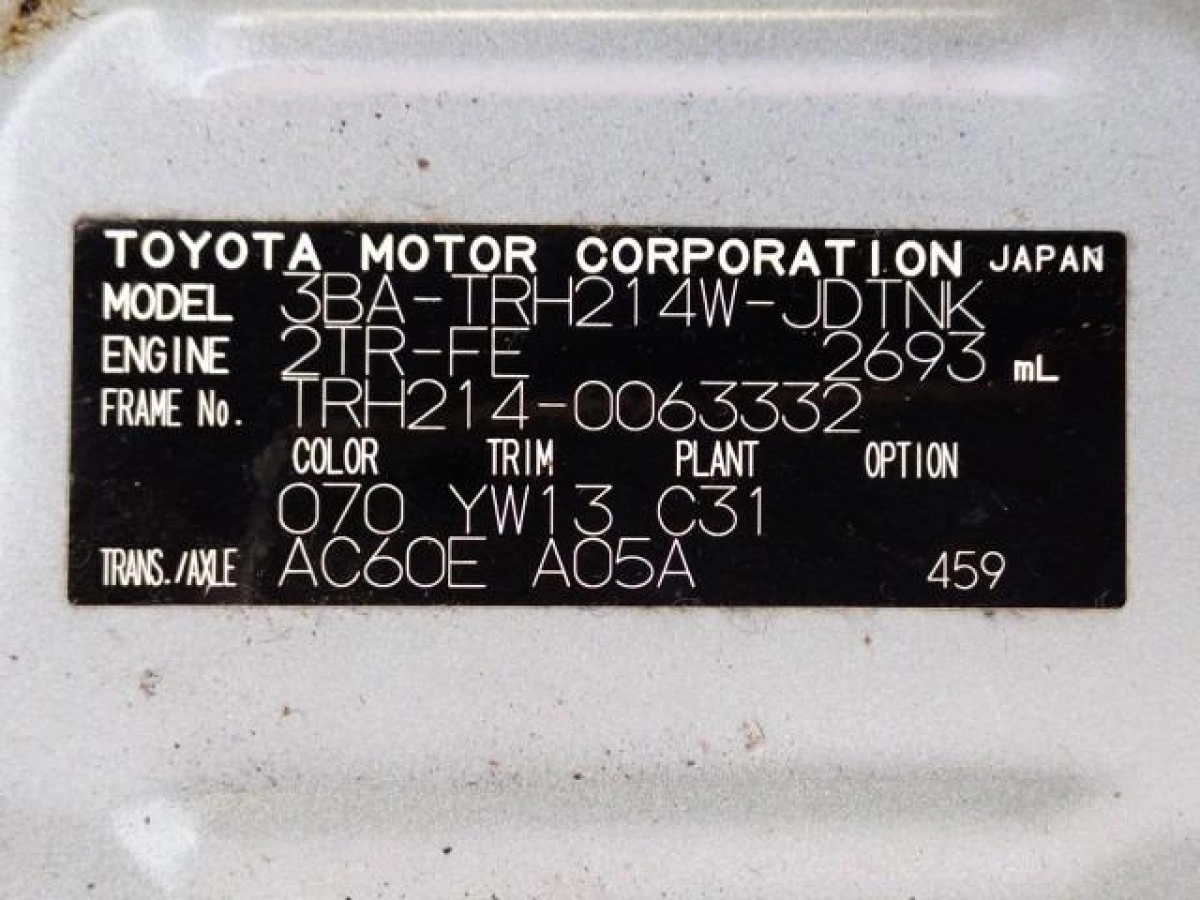 TOYOTA MOTOR CORPORATION JAPAN
MODEL 3BA-TRH214W-JDTNK
ENGINE 2TR-FE 2693 mL
FRAME No. TRH214-0063332
COLOR TRIM PLANT OPTION
070 YW13 C31
TRANS./AXLE AC60E A05A 459